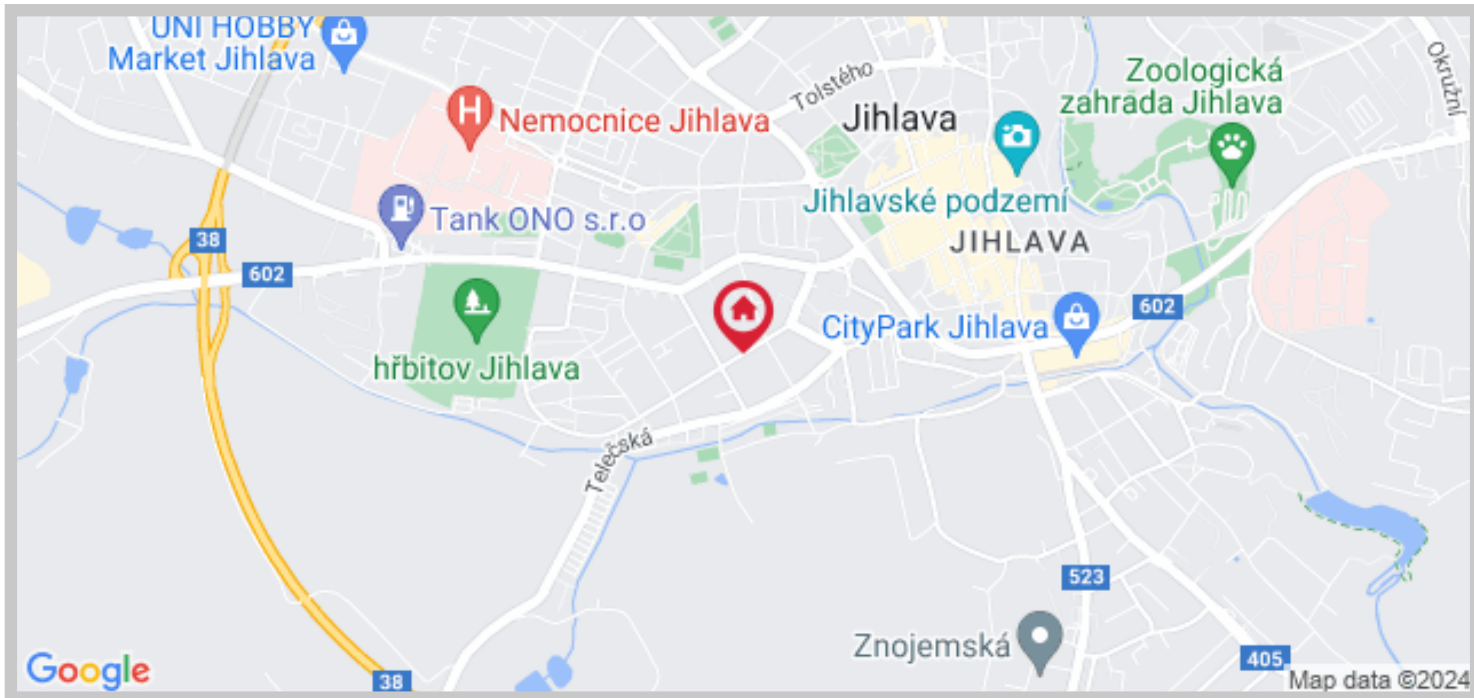 UNI HOBBY
Market Jihlava
Nemocnice Jihlava
Tolstého
Jihlava
Zoologická
zahrada Jihlava
Okružní
Tank ONO s.r.o
Jihlavské podzemí
JIHLAVA
38
602
hřbitov Jihlava
CityPark Jihlava
602
Telečská
523
Znojemská
405
38
Google
Map data ©2024